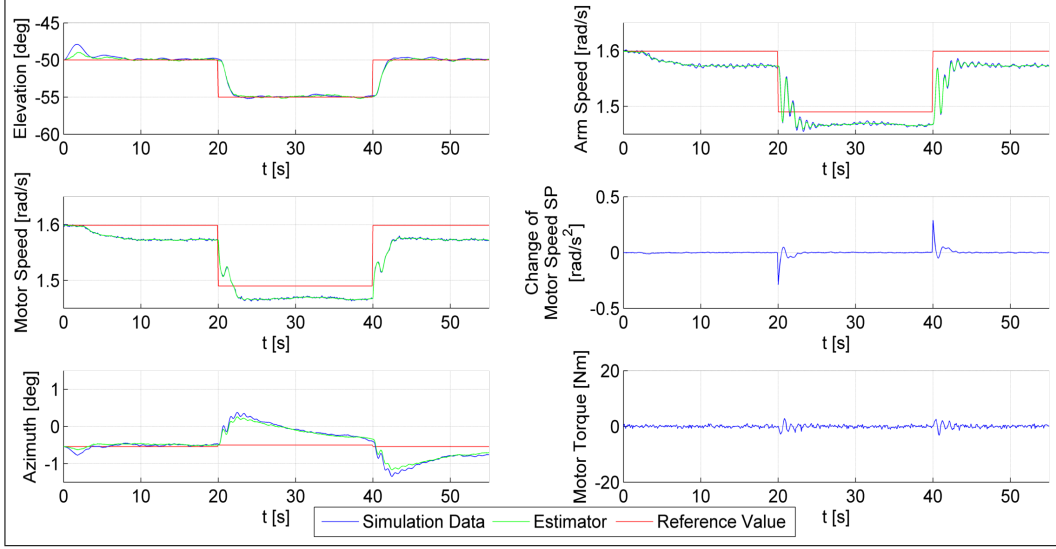 Elevation [deg]
-45
-50
-55
-60
0 10 20 30 40 50
t [s]
Arm Speed [rad/s]
1.6
1.5
0 10 20 30 40 50
t [s]
Motor Speed [rad/s]
1.6
1.5
0 10 20 30 40 50
t [s]
Change of
Motor Speed SP
[rad/s²]
0.5
0
-0.5
0 10 20 30 40 50
t [s]
Azimuth [deg]
1
0
-1
0 10 20 30 40 50
t [s]
Motor Torque [Nm]
20
0
-20
0 10 20 30 40 50
t [s]
Simulation Data Estimator Reference Value